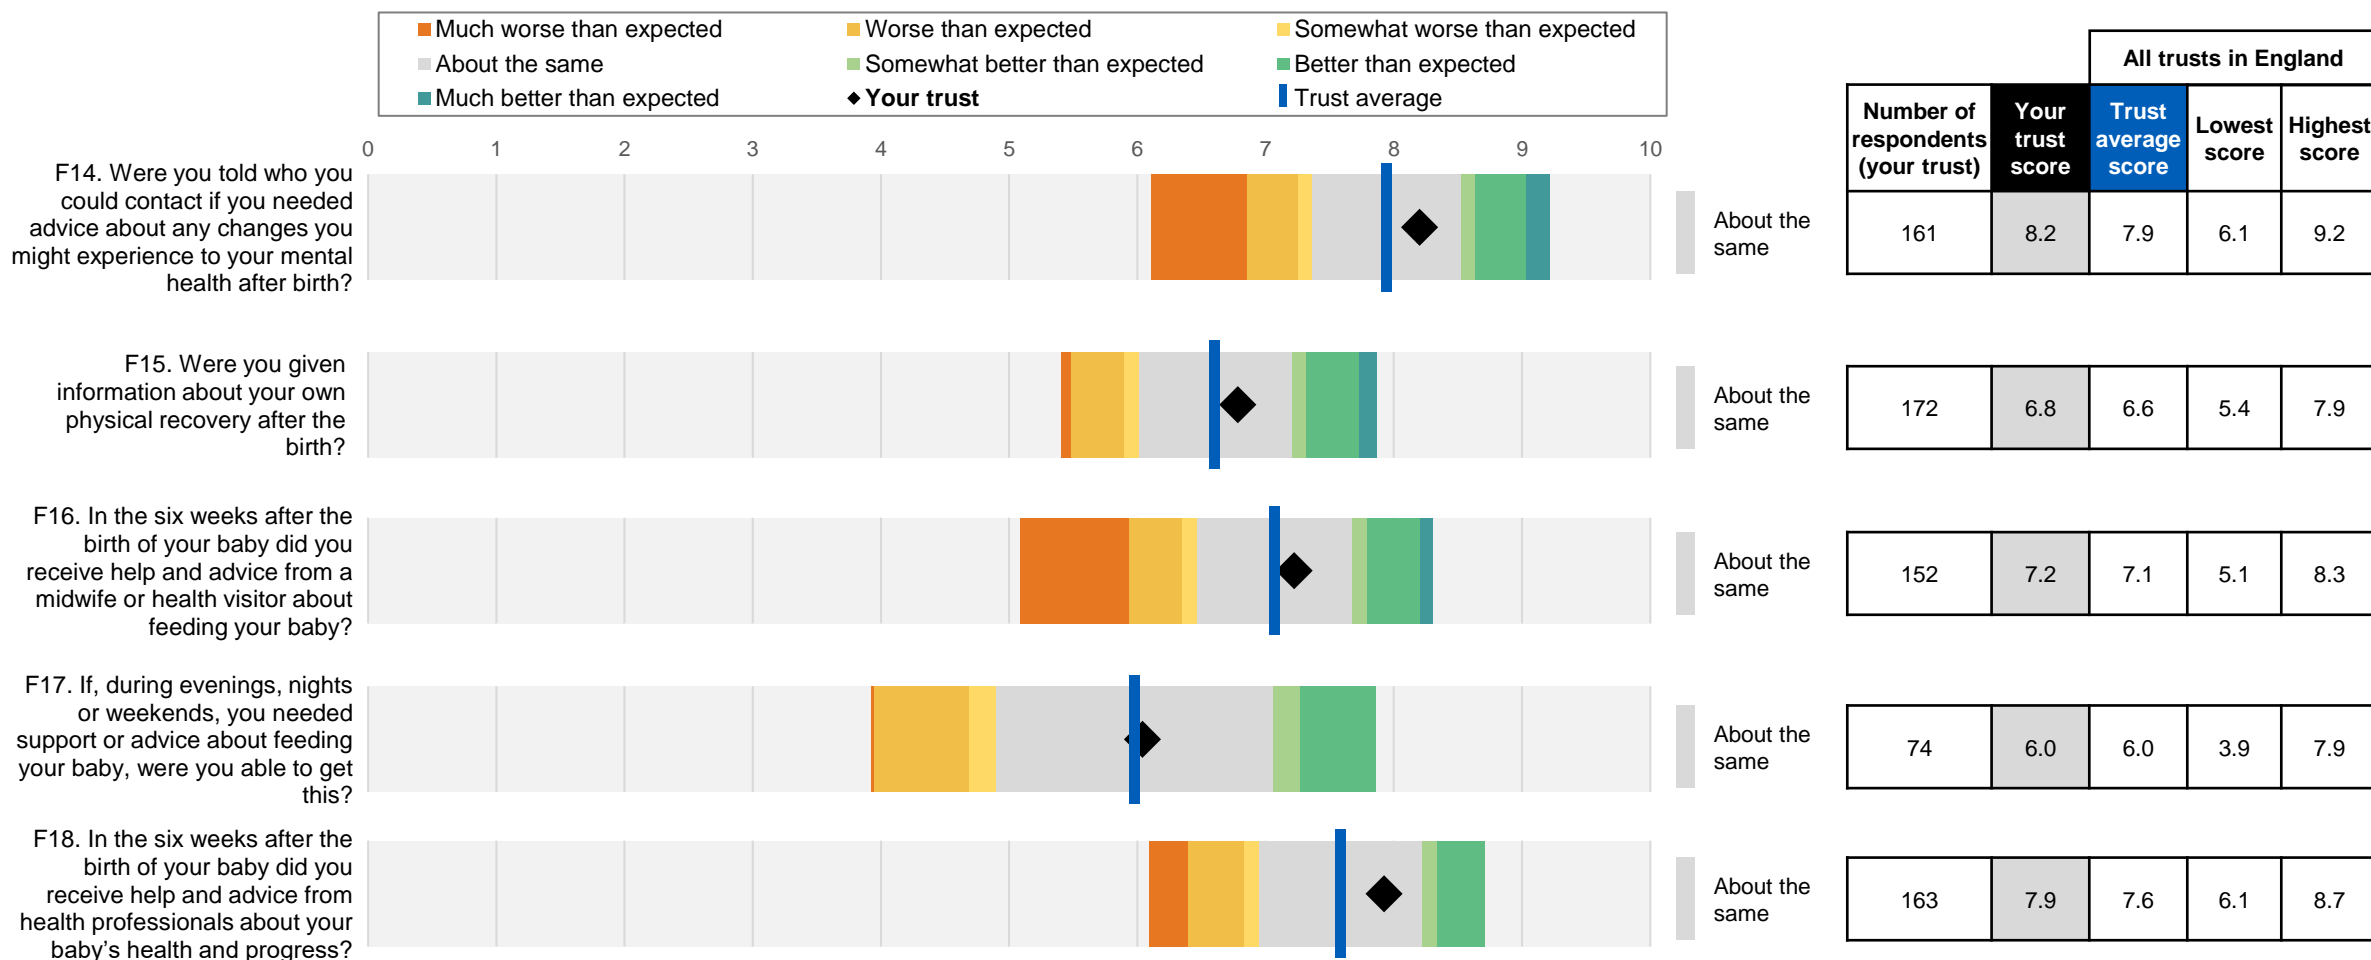 Much worse than expected
Worse than expected
Somewhat worse than expected
About the same
Somewhat better than expected
Better than expected
Much better than expected
Your trust
Trust average
All trusts in England
Number of
respondents
(your trust)
Your
trust
score
Trust
average
score
Lowest
score
Highest
score
0 1 2 3 4 5 6 7 8 9 10
F14. Were you told who you
could contact if you needed
advice about any changes you
might experience to your mental
health after birth?
About the
same
161 8.2 7.9 6.1 9.2
F15. Were you given
information about your own
physical recovery after the
birth?
About the
same
172 6.8 6.6 5.4 7.9
F16. In the six weeks after the
birth of your baby did you
receive help and advice from a
midwife or health visitor about
feeding your baby?
About the
same
152 7.2 7.1 5.1 8.3
F17. If, during evenings, nights
or weekends, you needed
support or advice about feeding
your baby, were you able to get
this?
About the
same
74 6.0 6.0 3.9 7.9
F18. In the six weeks after the
birth of your baby did you
receive help and advice from
health professionals about your
baby’s health and progress?
About the
same
163 7.9 7.6 6.1 8.7